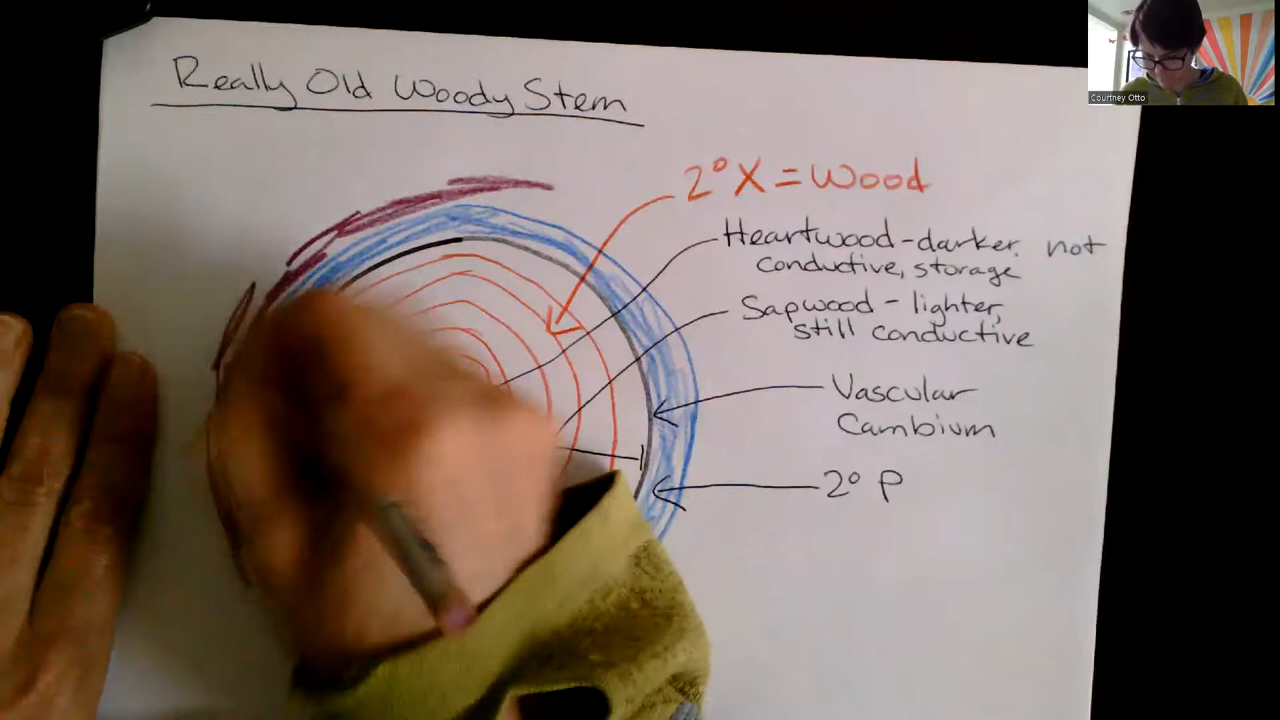 Really Old Woody Stem
2° X = Wood
Heartwood - darker, not
conductive, storage
Sapwood - lighter,
still conductive
Vascular
Cambium
2° P
Courtney Otto